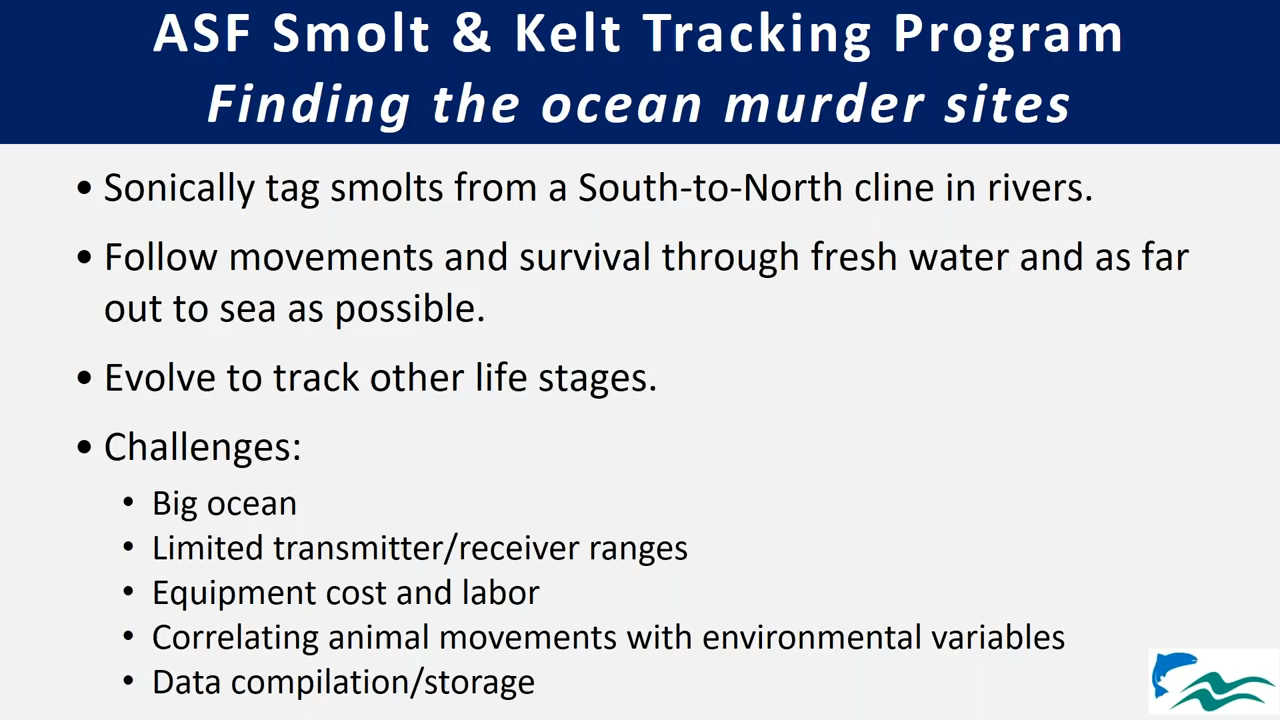 ASF Smolt & Kelt Tracking Program
Finding the ocean murder sites
• Sonically tag smolts from a South-to-North cline in rivers.
• Follow movements and survival through fresh water and as far
out to sea as possible.
• Evolve to track other life stages.
• Challenges:
• Big ocean
• Limited transmitter/receiver ranges
• Equipment cost and labor
• Correlating animal movements with environmental variables
• Data compilation/storage